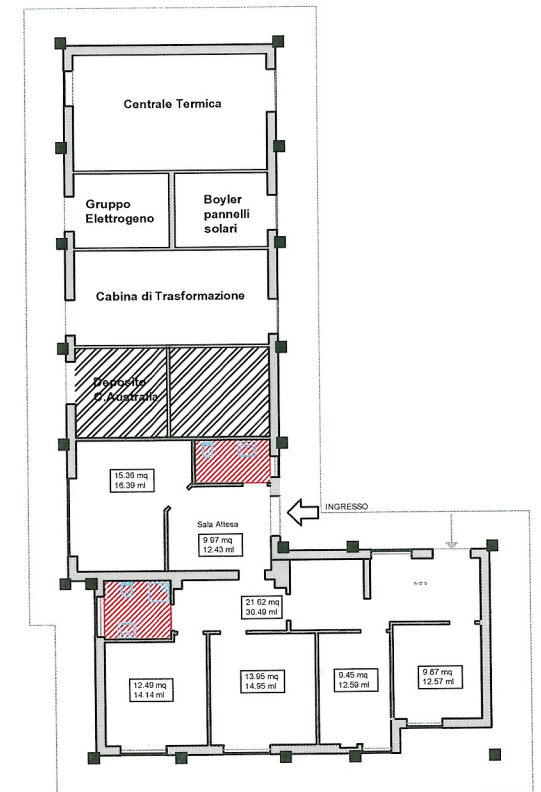 Centrale Termica
Gruppo
Elettrogeno
Boyler
pannelli
solari
Cabina di Trasformazione
Deposito
C.Australia
15.36 mq
16.39 ml
INGRESSO
Sala Attesa
9.97 mq
12.43 ml
21.62 mq
30.49 ml
12.49 mq
14.14 ml
13.95 mq
14.95 ml
9.45 mq
12.59 ml
9.87 mq
12.57 ml